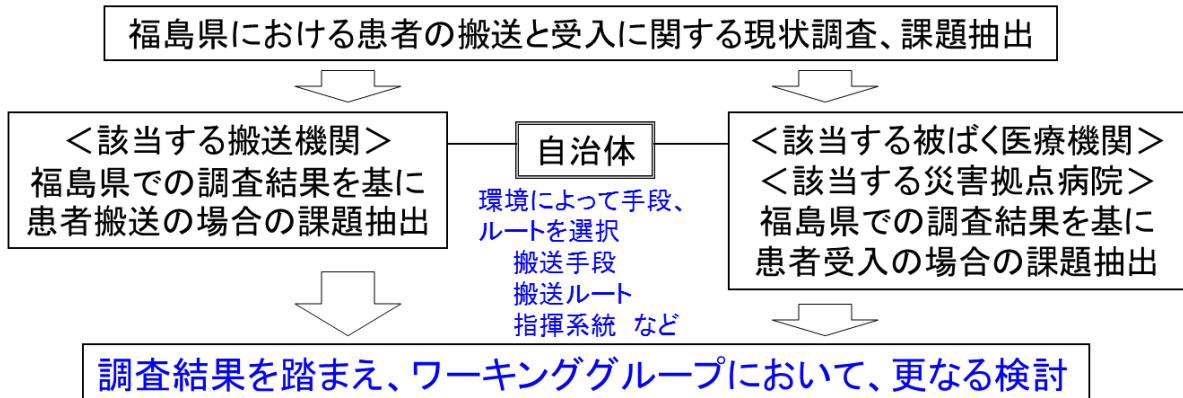 福島県における患者の搬送と受入に関する現状調査、課題抽出
＜該当する搬送機関＞
福島県での調査結果を基に
患者搬送の場合の課題抽出
自治体
環境によって手段、
ルートを選択
搬送手段
搬送ルート
指揮系統 など
＜該当する被ばく医療機関＞
＜該当する災害拠点病院＞
福島県での調査結果を基に
患者受入の場合の課題抽出
調査結果を踏まえ、ワーキンググループにおいて、更なる検討